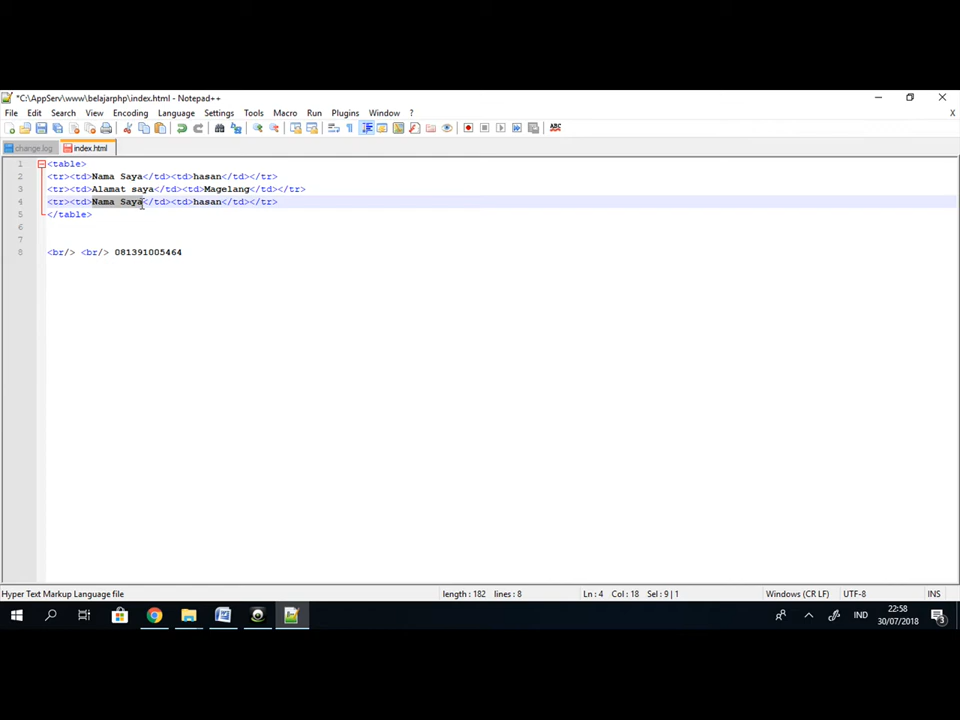 *C:\AppServ\www\belajarphp\index.html - Notepad++
File Edit Search View Encoding Language Settings Tools Macro Run Plugins Window ? X
change.log index.html
1 <table>
2 <tr><td>Nama Saya</td><td>hasan</td></tr>
3 <tr><td>Alamat saya</td><td>Magelang</td></tr>
4 <tr><td>Nama Saya</td><td>hasan</td></tr>
5 </table>
6
7
8 <br/> <br/> 081391005464
Hyper Text Markup Language file length : 182 lines : 8 Ln : 4 Col : 18 Sel : 9 | 1 Windows (CR LF) UTF-8 INS
IND 22:58 3
30/07/2018